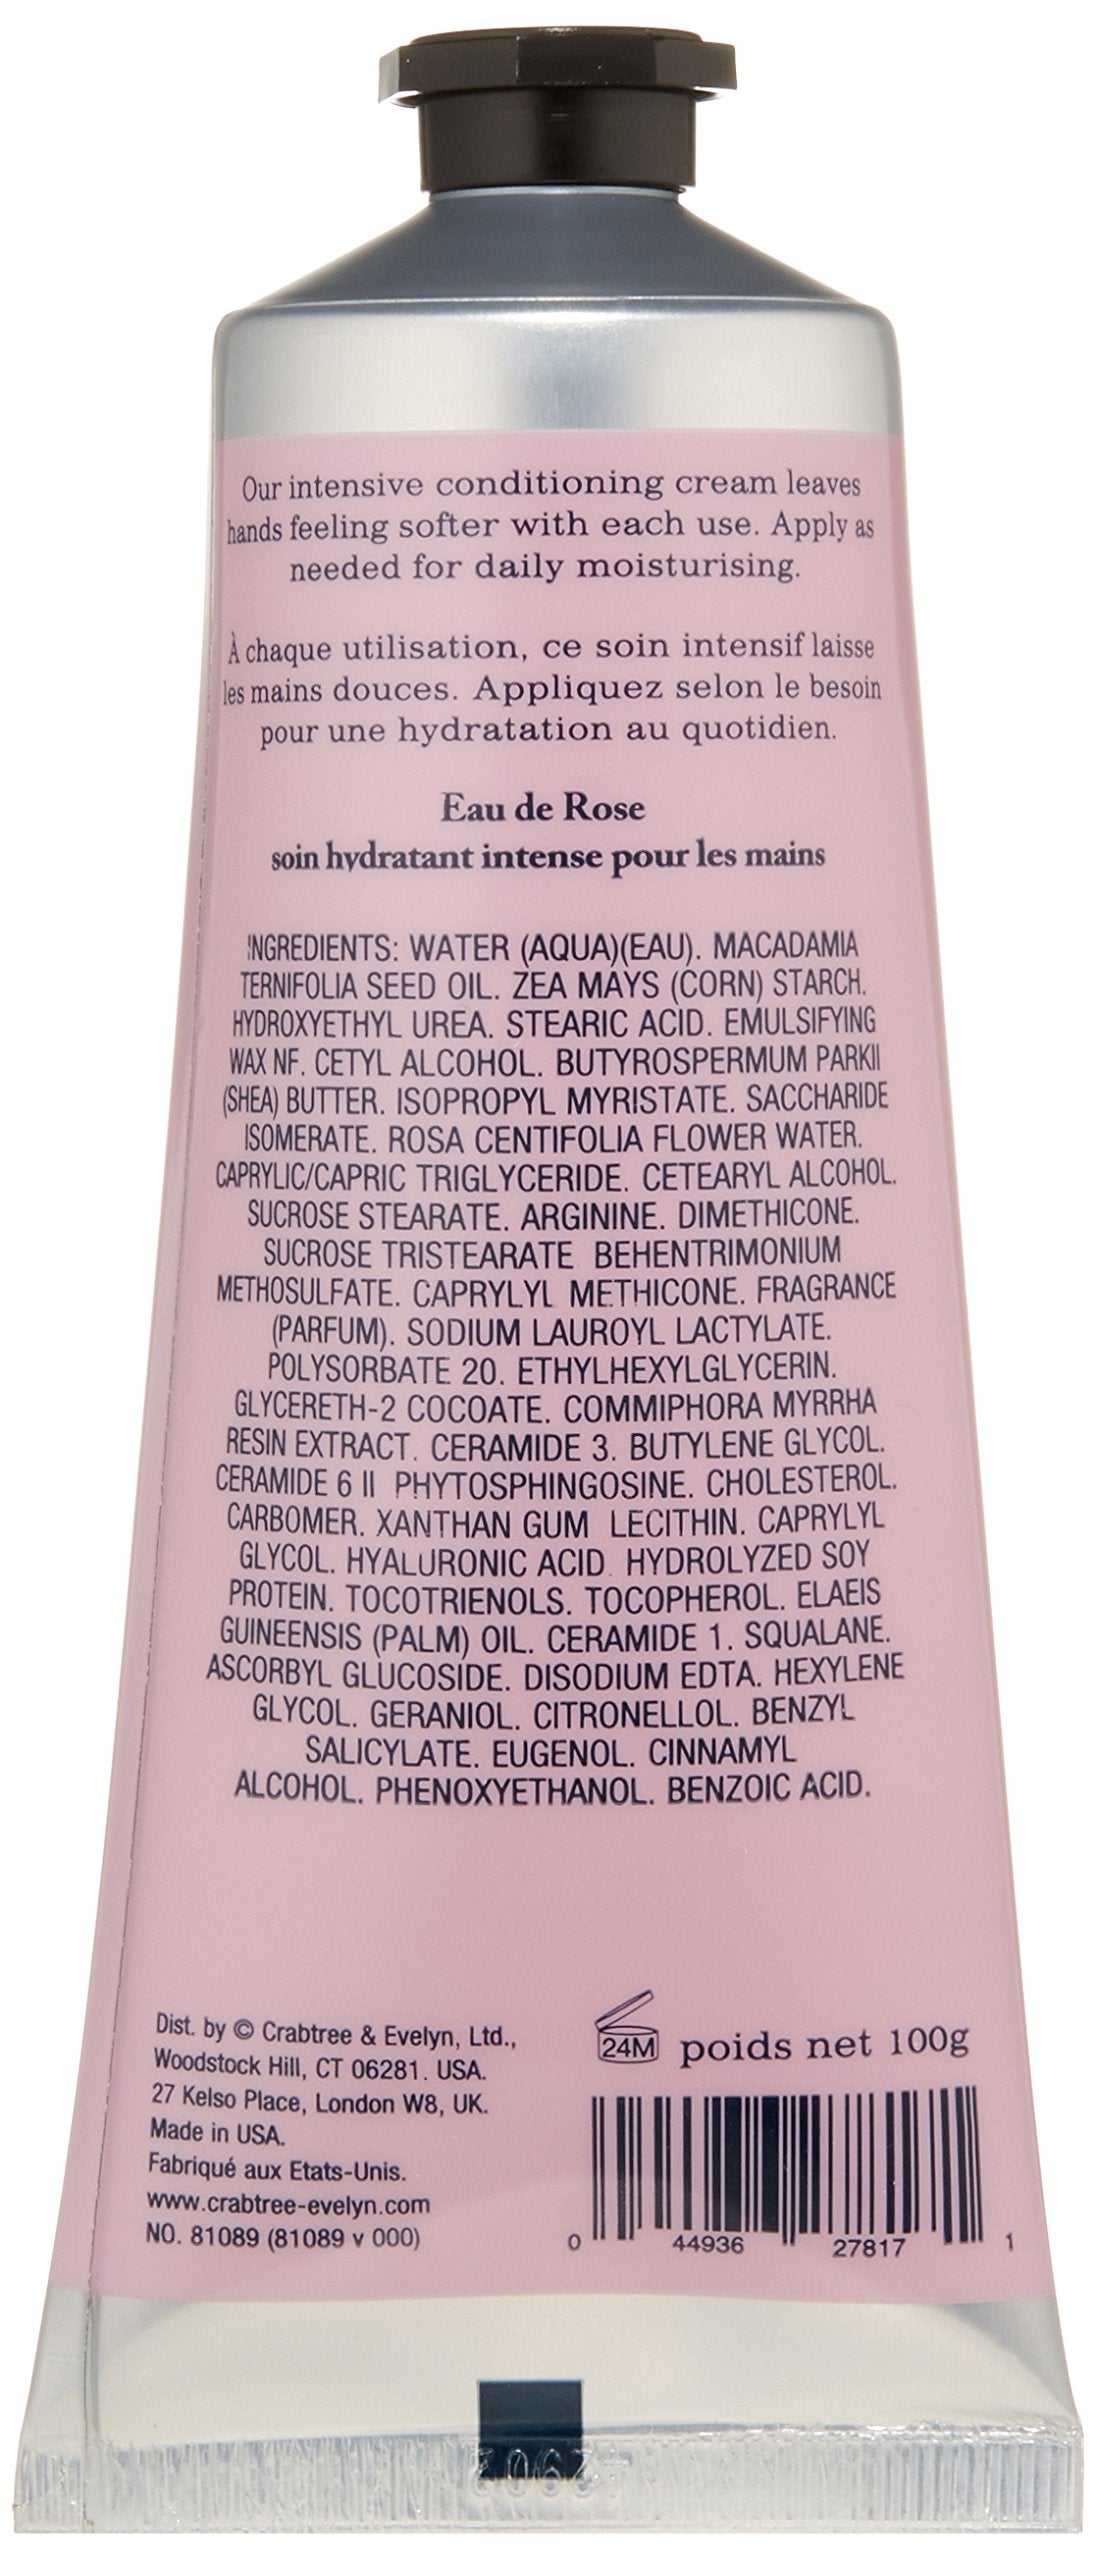 Our intensive conditioning cream leaves
hands feeling softer with each use. Apply as
needed for daily moisturising.
À chaque utilisation, ce soin intensif laisse
les mains douces. Appliquez selon le besoin
pour une hydratation au quotidien.
Eau de Rose
soin hydratant intense pour les mains
INGREDIENTS: WATER (AQUA)(EAU). MACADAMIA
TERNIFOLIA SEED OIL. ZEA MAYS (CORN) STARCH.
HYDROXYETHYL UREA. STEARIC ACID. EMULSIFYING
WAX NF. CETYL ALCOHOL. BUTYROSPERMUM PARKII
(SHEA) BUTTER. ISOPROPYL MYRISTATE. SACCHARIDE
ISOMERATE. ROSA CENTIFOLIA FLOWER WATER.
CAPRYLIC/CAPRIC TRIGLYCERIDE. CETEARYL ALCOHOL.
SUCROSE STEARATE. ARGININE. DIMETHICONE.
SUCROSE TRISTEARATE BEHENTRIMONIUM
METHOSULFATE. CAPRYLYL METHICONE. FRAGRANCE
(PARFUM). SODIUM LAUROYL LACTYLATE.
POLYSORBATE 20. ETHYLHEXYLGLYCERIN.
GLYCERETH-2 COCOATE. COMMIPHORA MYRRHA
RESIN EXTRACT. CERAMIDE 3. BUTYLENE GLYCOL.
CERAMIDE 6 II PHYTOSPHINGOSINE. CHOLESTEROL.
CARBOMER. XANTHAN GUM LECITHIN. CAPRYLYL
GLYCOL. HYALURONIC ACID. HYDROLYZED SOY
PROTEIN. TOCOTRIENOLS. TOCOPHEROL. ELAEIS
GUINEENSIS (PALM) OIL. CERAMIDE 1. SQUALANE.
ASCORBYL GLUCOSIDE. DISODIUM EDTA. HEXYLENE
GLYCOL. GERANIOL. CITRONELLOL. BENZYL
SALICYLATE. EUGENOL. CINNAMYL
ALCOHOL. PHENOXYETHANOL. BENZOIC ACID.
Dist. by © Crabtree & Evelyn, Ltd.,
Woodstock Hill, CT 06281. USA.
27 Kelso Place, London W8, UK.
Made in USA.
Fabriqué aux Etats-Unis.
www.crabtree-evelyn.com
NO. 81089 (81089 v 000)
24M poids net 100g
0 44936 27817 1